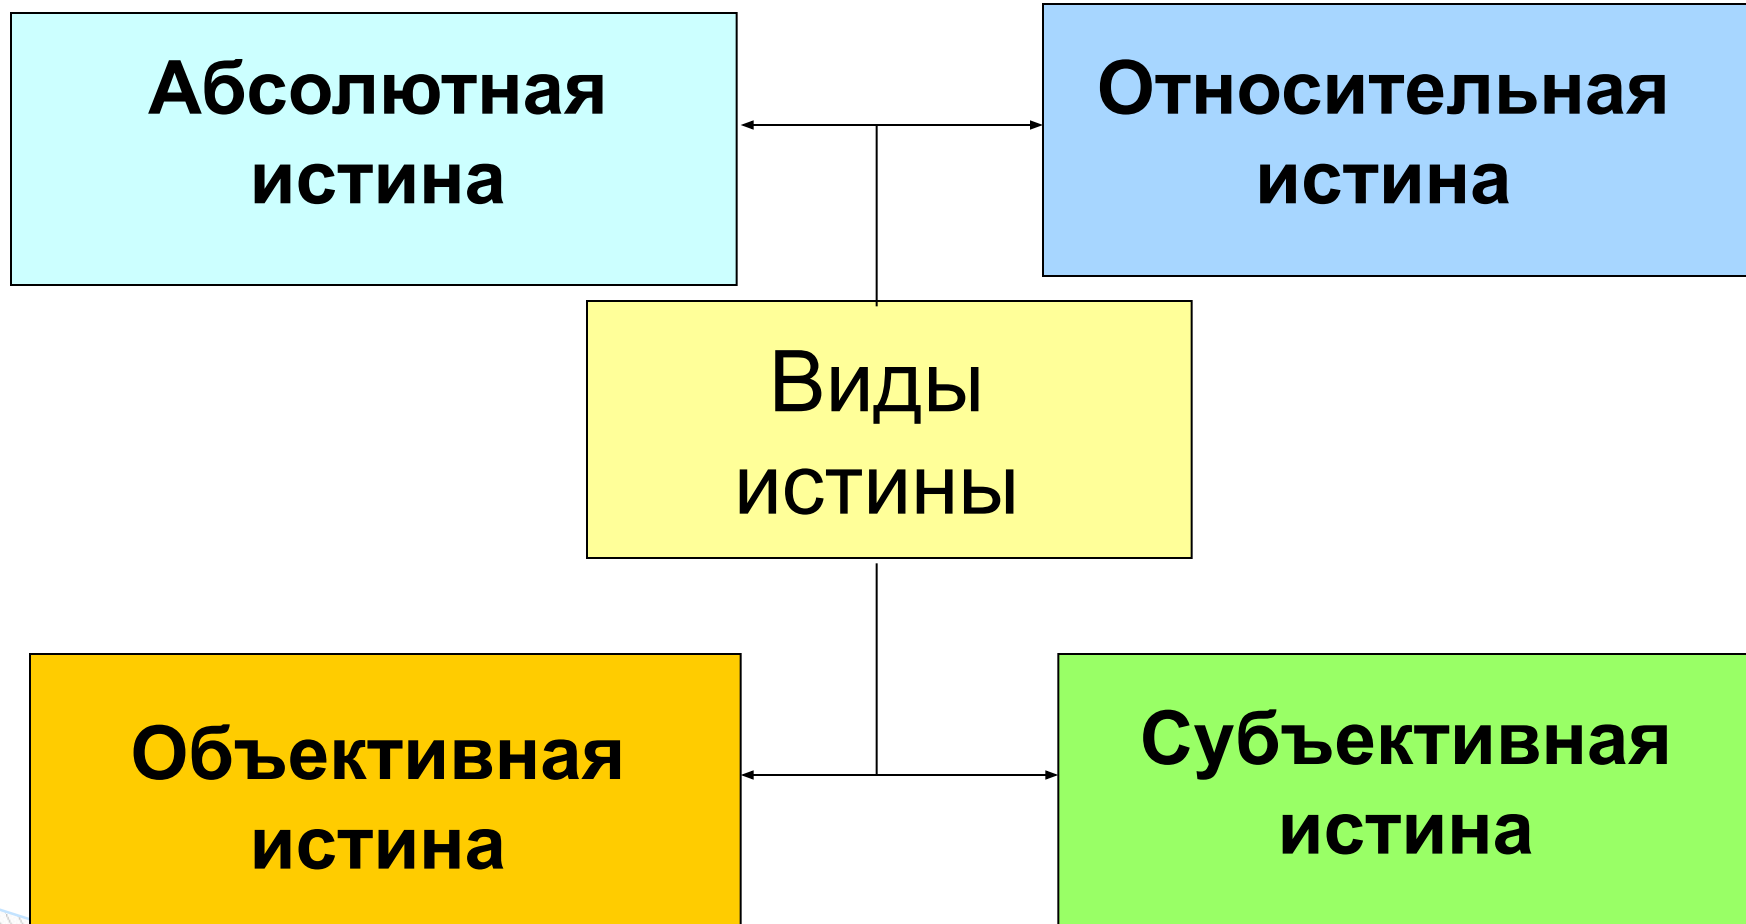 Абсолютная
истина
Относительная
истина
Виды
истины
Объективная
истина
Субъективная
истина